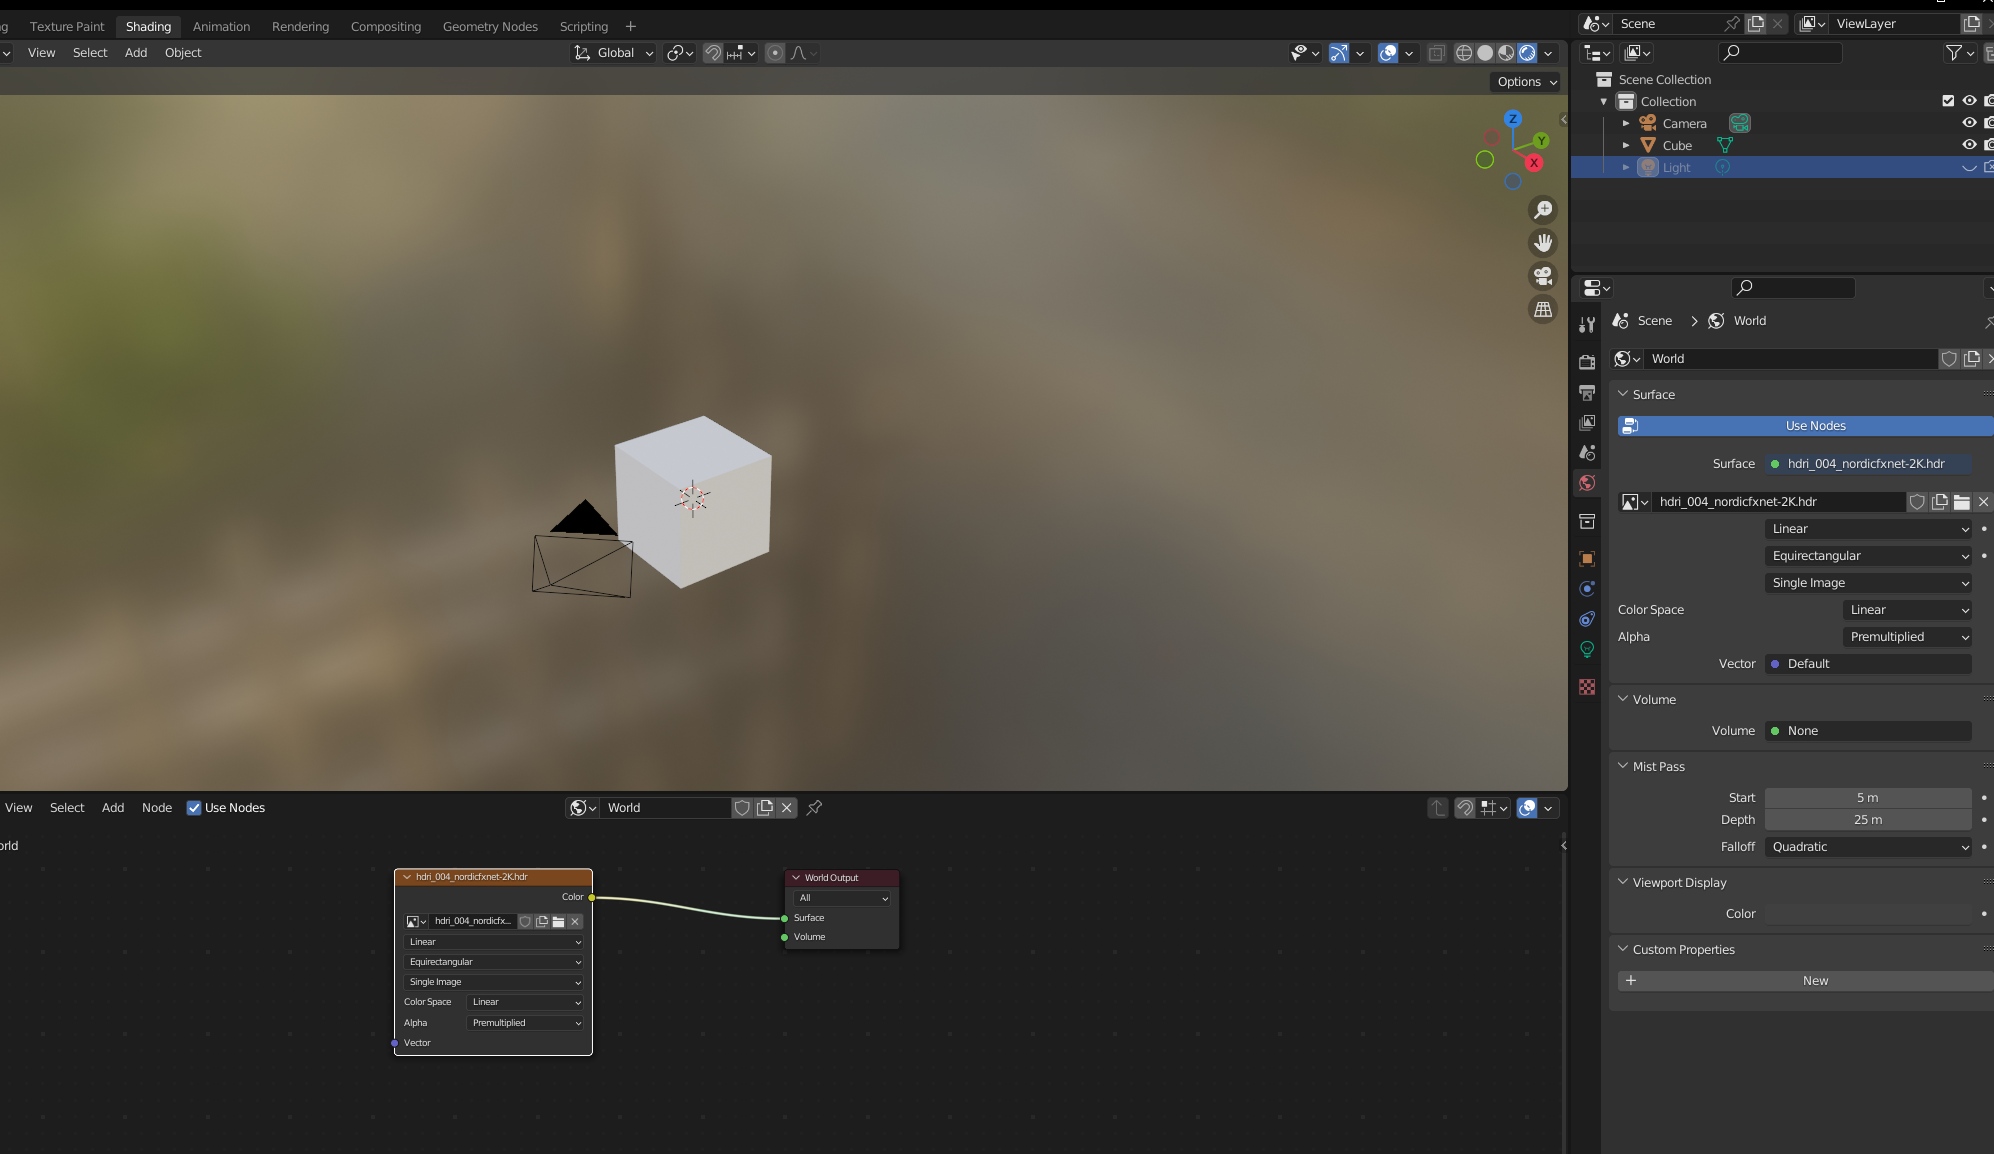 Texture Paint Shading Animation Rendering Compositing Geometry Nodes Scripting +
Scene
ViewLayer
View Select Add Object
Global
Options
Z
Y
X
Scene Collection
Collection
Camera
Cube
Light
Scene > World
World
Surface
Use Nodes
Surface hdri_004_nordicfxnet-2K.hdr
hdri_004_nordicfxnet-2K.hdr
Linear
Equirectangular
Single Image
Color Space Linear
Alpha Premultiplied
Vector Default
Volume
Volume None
Mist Pass
Start 5 m
Depth 25 m
Falloff Quadratic
Viewport Display
Color
Custom Properties
+ New
View Select Add Node Use Nodes
World
orld
hdri_004_nordicfxnet-2K.hdr
Color
hdri_004_nordicfx...
Linear
Equirectangular
Single Image
Color Space Linear
Alpha Premultiplied
Vector
World Output
All
Surface
Volume